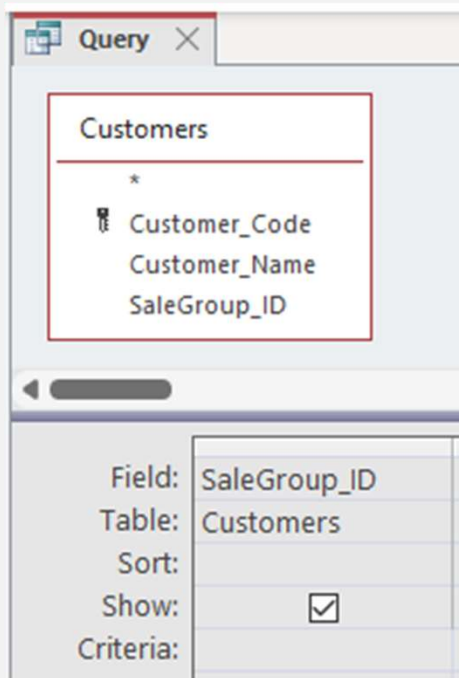 Query
Customers
*
Customer_Code
Customer_Name
SaleGroup_ID
Field: SaleGroup_ID
Table: Customers
Sort:
Show:
Criteria: